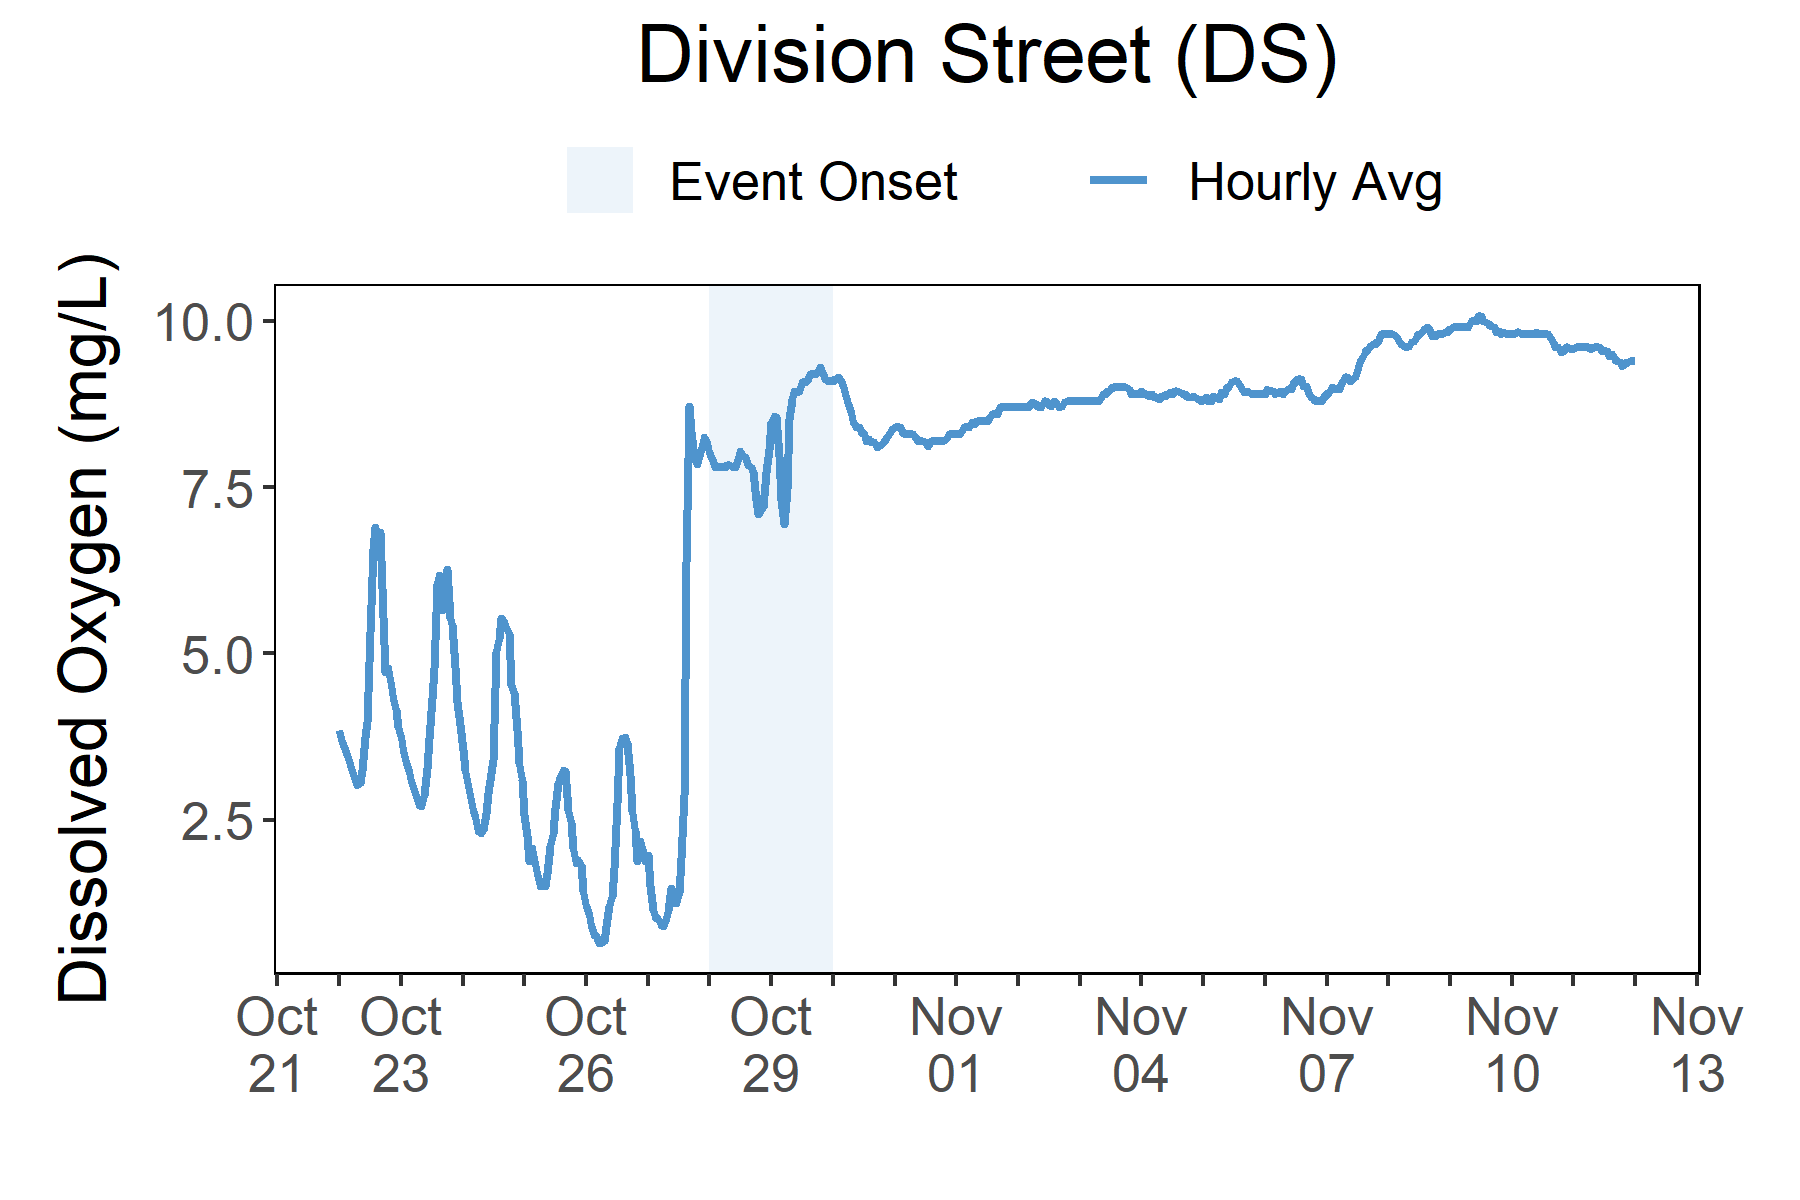 Division Street (DS)
Event Onset
Hourly Avg
Dissolved Oxygen (mg/L)
10.0
7.5
5.0
2.5
Oct 21
Oct 23
Oct 26
Oct 29
Nov 01
Nov 04
Nov 07
Nov 10
Nov 13